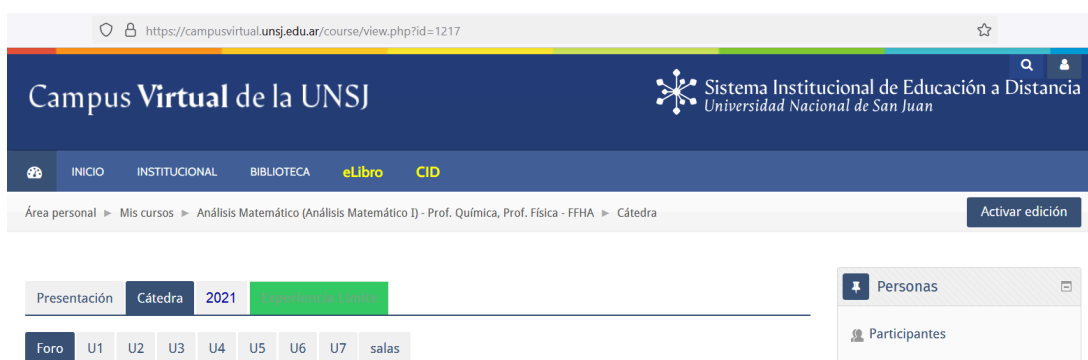 https://campusvirtual.unsj.edu.ar/course/view.php?id=1217
Campus Virtual de la UNSJ
Sistema Institucional de Educación a Distancia
Universidad Nacional de San Juan
INICIO INSTITUCIONAL BIBLIOTECA eLibro CID
Área personal ► Mis cursos ► Análisis Matemático (Análisis Matemático I) - Prof. Química, Prof. Física - FFHA ► Cátedra
Activar edición
Presentación Cátedra 2021
Personas
Foro U1 U2 U3 U4 U5 U6 U7 salas
Participantes